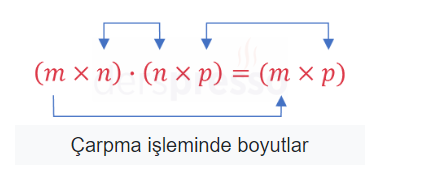 (m × n) · (n × p) = (m × p)
Çarpma işleminde boyutlar